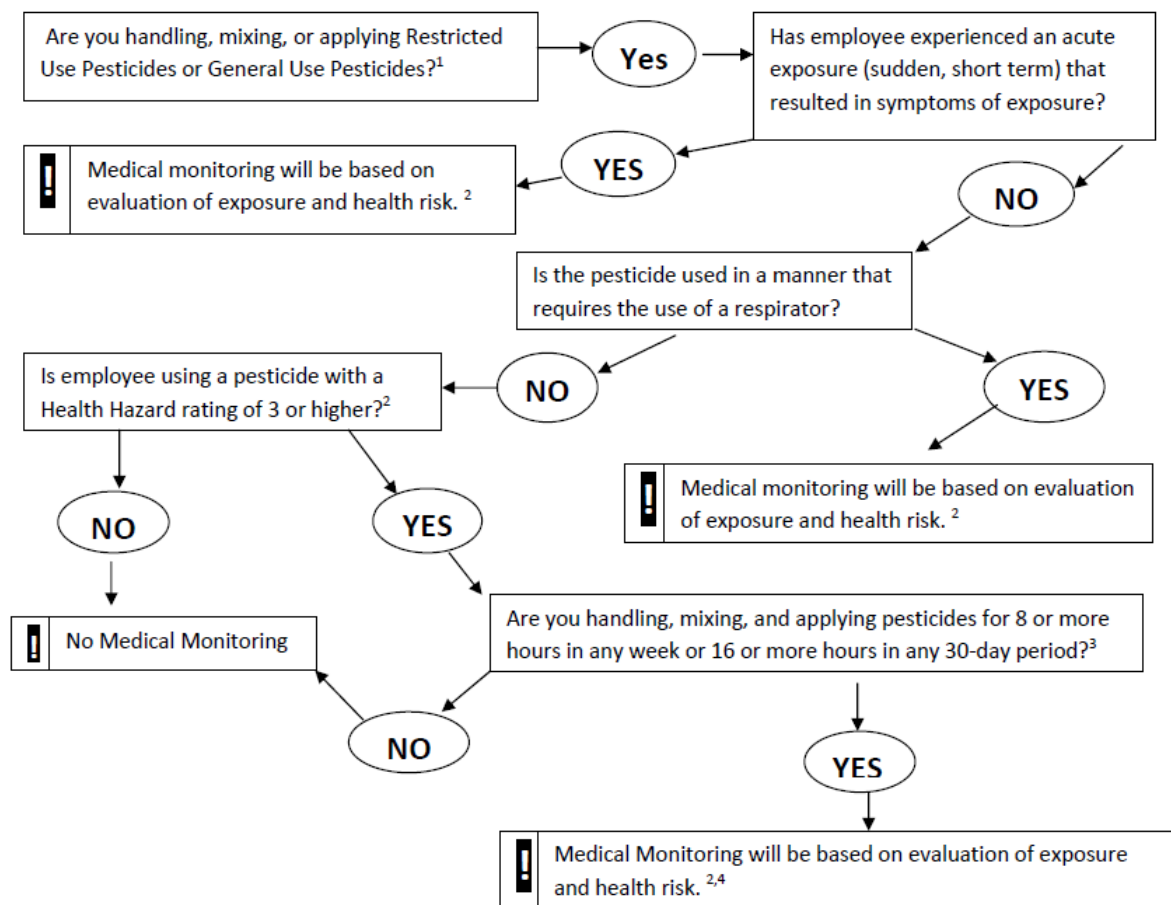 Are you handling, mixing, or applying Restricted
Use Pesticides or General Use Pesticides?¹
Yes
Has employee experienced an acute
exposure (sudden, short term) that
resulted in symptoms of exposure?
YES
! Medical monitoring will be based on
evaluation of exposure and health risk. ²
NO
Is the pesticide used in a manner that
requires the use of a respirator?
NO
YES
Is employee using a pesticide with a
Health Hazard rating of 3 or higher?²
! Medical monitoring will be based on evaluation
of exposure and health risk. ²
NO
YES
! No Medical Monitoring
Are you handling, mixing, and applying pesticides for 8 or more
hours in any week or 16 or more hours in any 30-day period?³
NO
YES
! Medical Monitoring will be based on evaluation of exposure
and health risk. ²,⁴